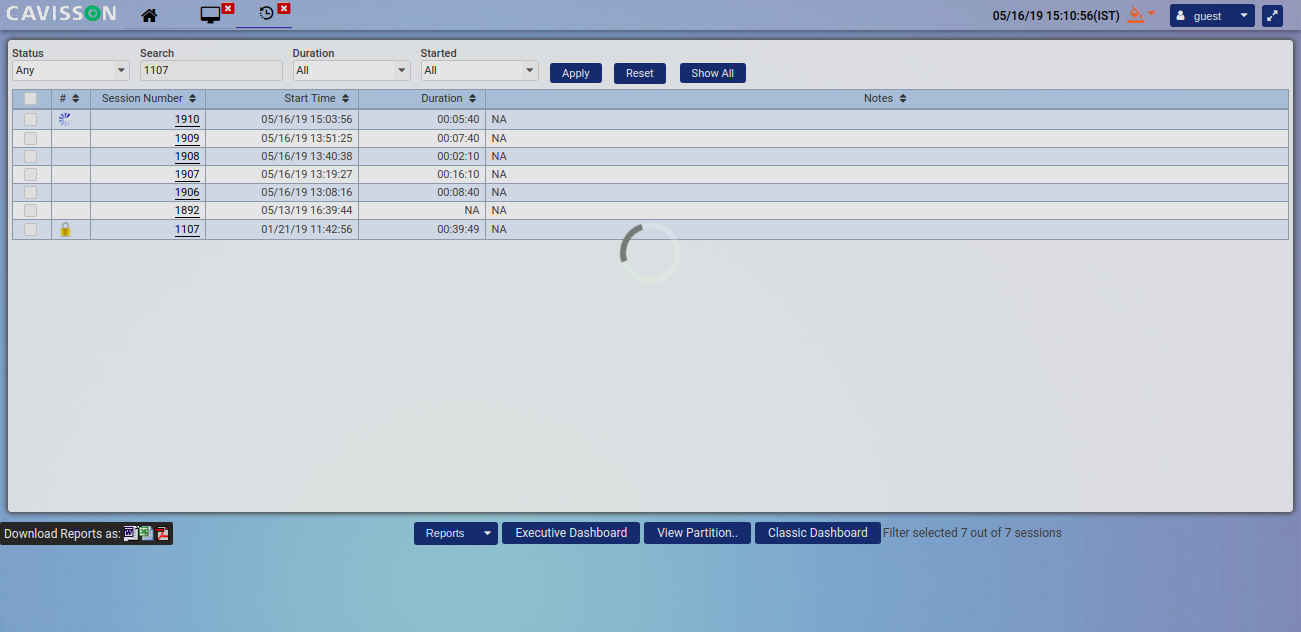 CAVISSON 05/16/19 15:10:56(IST) guest
Status Search Duration Started
Any 1107 All All Apply Reset Show All
# Session Number Start Time Duration Notes
1910 05/16/19 15:03:56 00:05:40 NA
1909 05/16/19 13:51:25 00:07:40 NA
1908 05/16/19 13:40:38 00:02:10 NA
1907 05/16/19 13:19:27 00:16:10 NA
1906 05/16/19 13:08:16 00:08:40 NA
1892 05/13/19 16:39:44 NA NA
1107 01/21/19 11:42:56 00:39:49 NA
Download Reports as: Reports Executive Dashboard View Partition.. Classic Dashboard Filter selected 7 out of 7 sessions